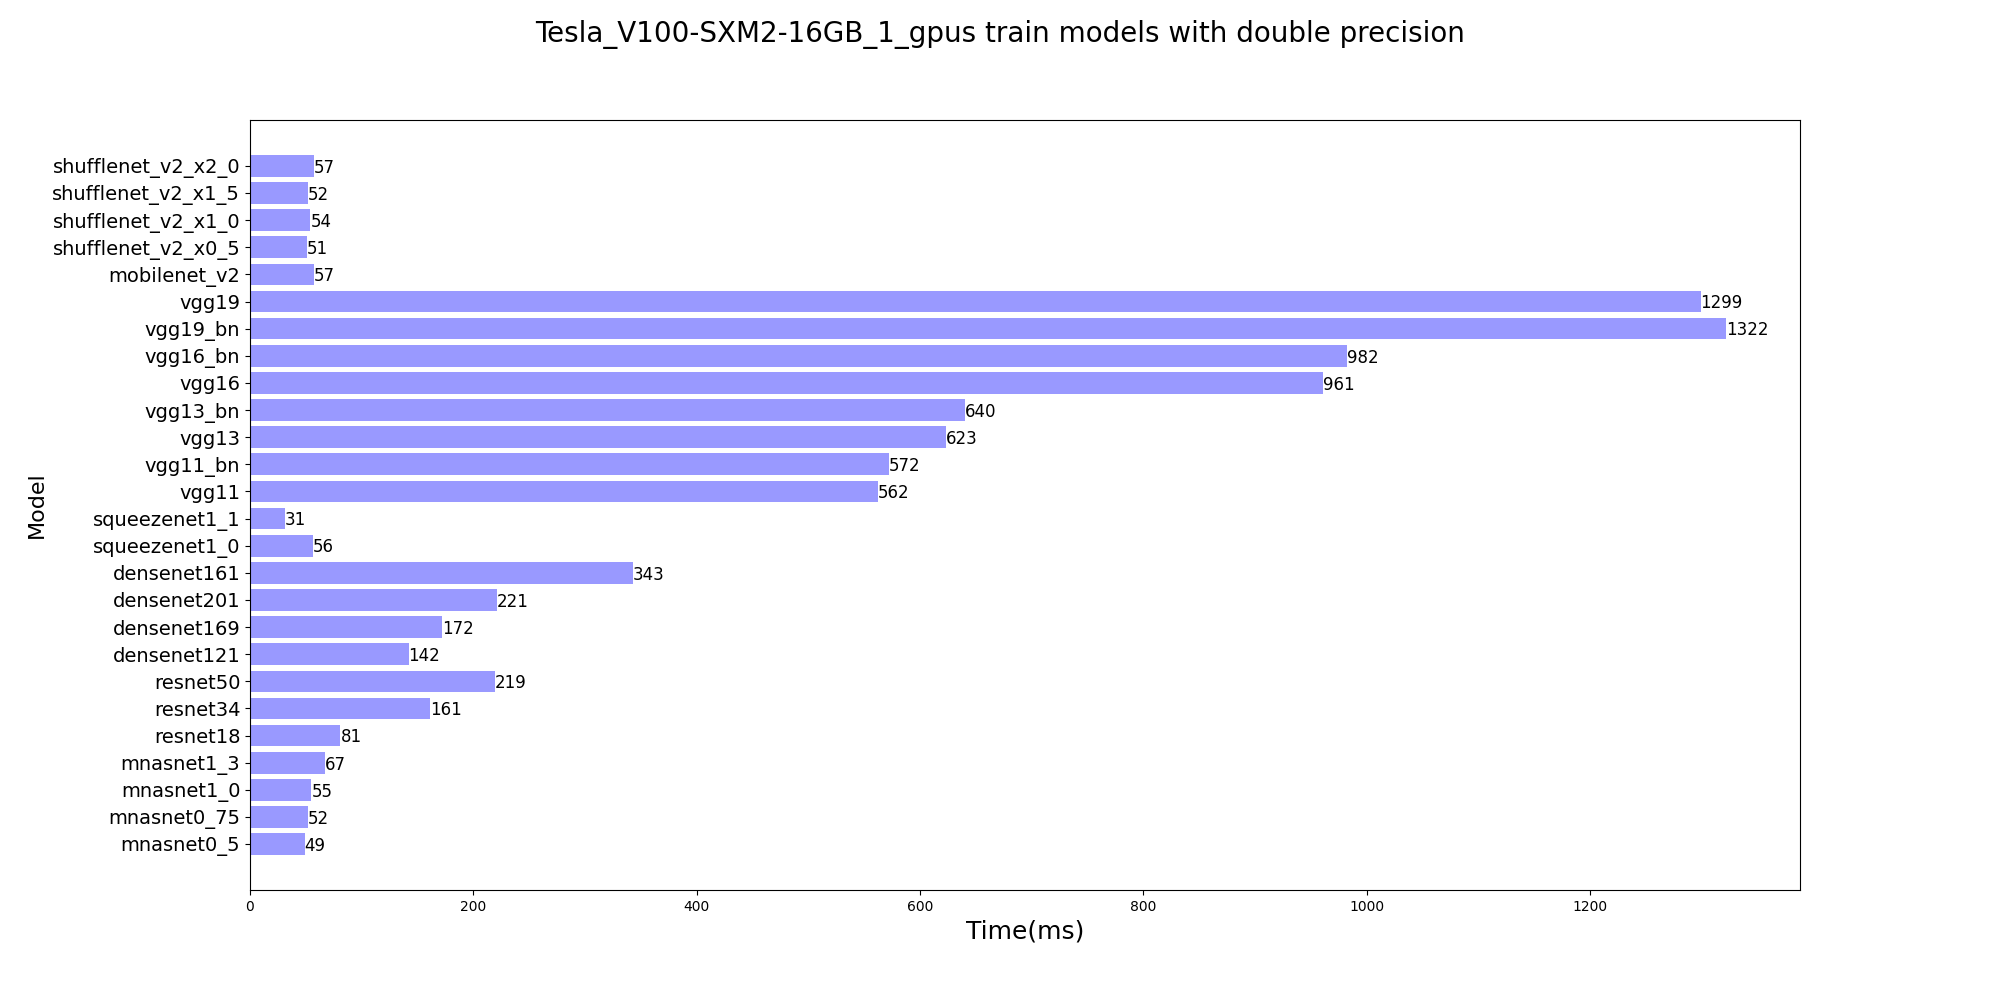 Tesla_V100-SXM2-16GB_1_gpus train models with double precision
shufflenet_v2_x2_0 57
shufflenet_v2_x1_5 52
shufflenet_v2_x1_0 54
shufflenet_v2_x0_5 51
mobilenet_v2 57
vgg19 1299
vgg19_bn 1322
vgg16_bn 982
vgg16 961
vgg13_bn 640
vgg13 623
vgg11_bn 572
vgg11 562
squeezenet1_1 31
squeezenet1_0 56
densenet161 343
densenet201 221
densenet169 172
densenet121 142
resnet50 219
resnet34 161
resnet18 81
mnasnet1_3 67
mnasnet1_0 55
mnasnet0_75 52
mnasnet0_5 49
Model
0 200 400 600 800 1000 1200
Time(ms)